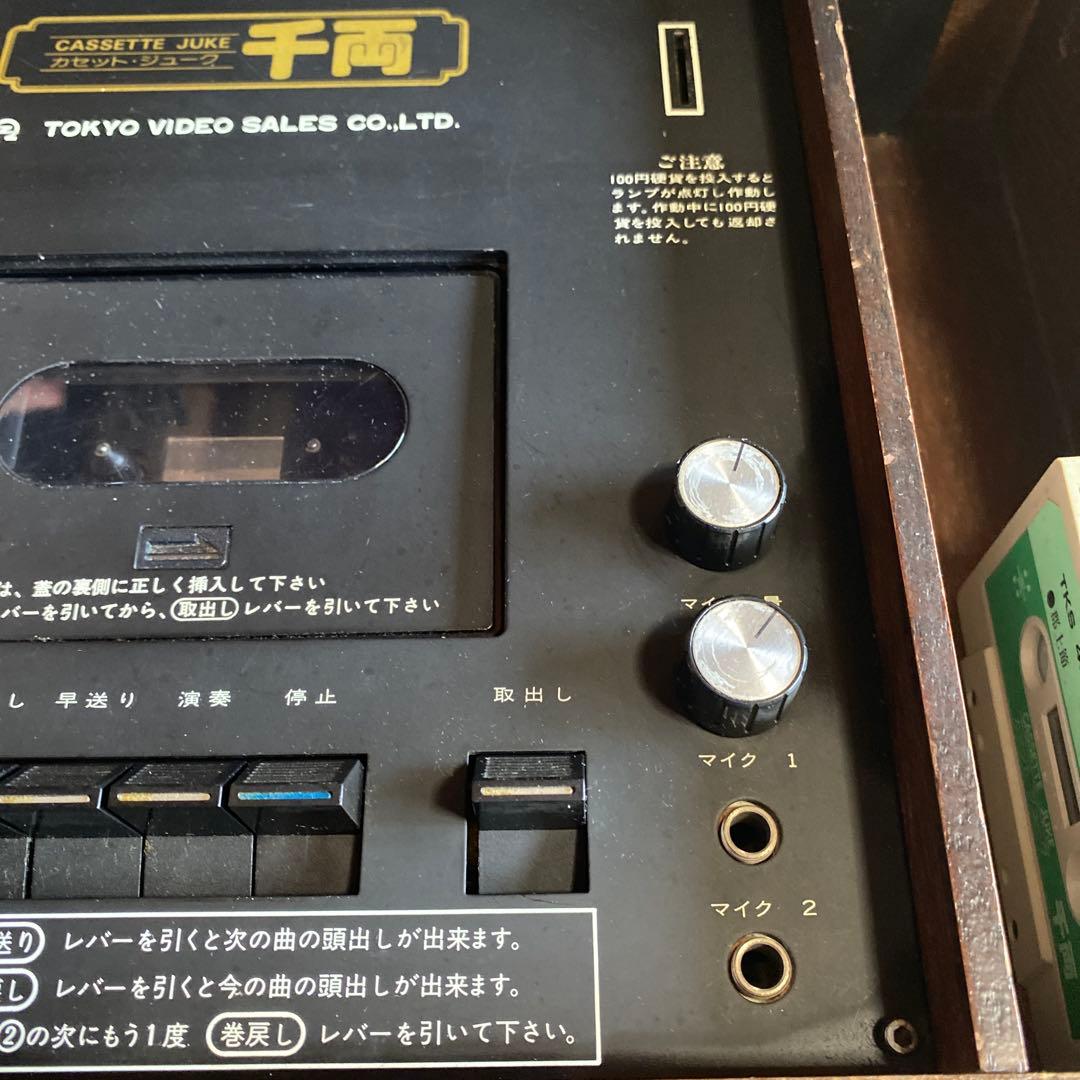 CASSETTE JUKE
カセット・ジューク
千両
TOKYO VIDEO SALES CO.,LTD.
ご注意
100円硬貨を投入すると
ランプが点灯し作動し
ます。作動中に100円硬
貨を投入しても返却さ
れません。
は、蓋の裏側に正しく挿入して下さい
バーを引いてから、取出しレバーを引いて下さい
し 早送り 演奏 停止 取出し
マイク 1
マイク 2
送り レバーを引くと次の曲の頭出しが出来ます。
し レバーを引くと今の曲の頭出しが出来ます。
②の次にもう1度 巻戻し レバーを引いて下さい。
TKS
千両